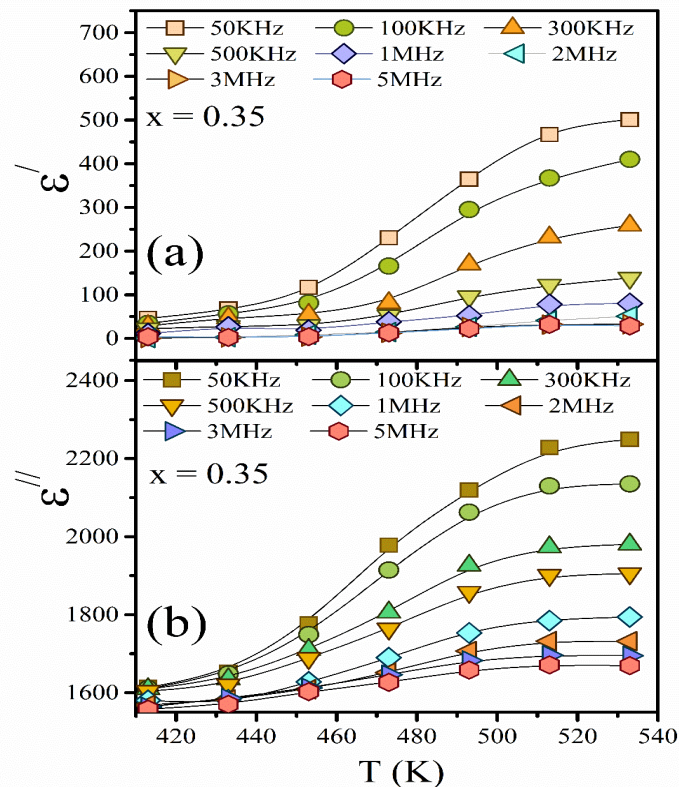 700
600
500
400
300
200
100
0
ε/
50KHz 100KHz 300KHz
500KHz 1MHz 2MHz
3MHz 5MHz
x = 0.35
(a)
2400
2200
2000
1800
1600
ε//
50KHz 100KHz 300KHz
500KHz 1MHz 2MHz
3MHz 5MHz
x = 0.35
(b)
420 440 460 480 500 520 540
T (K)